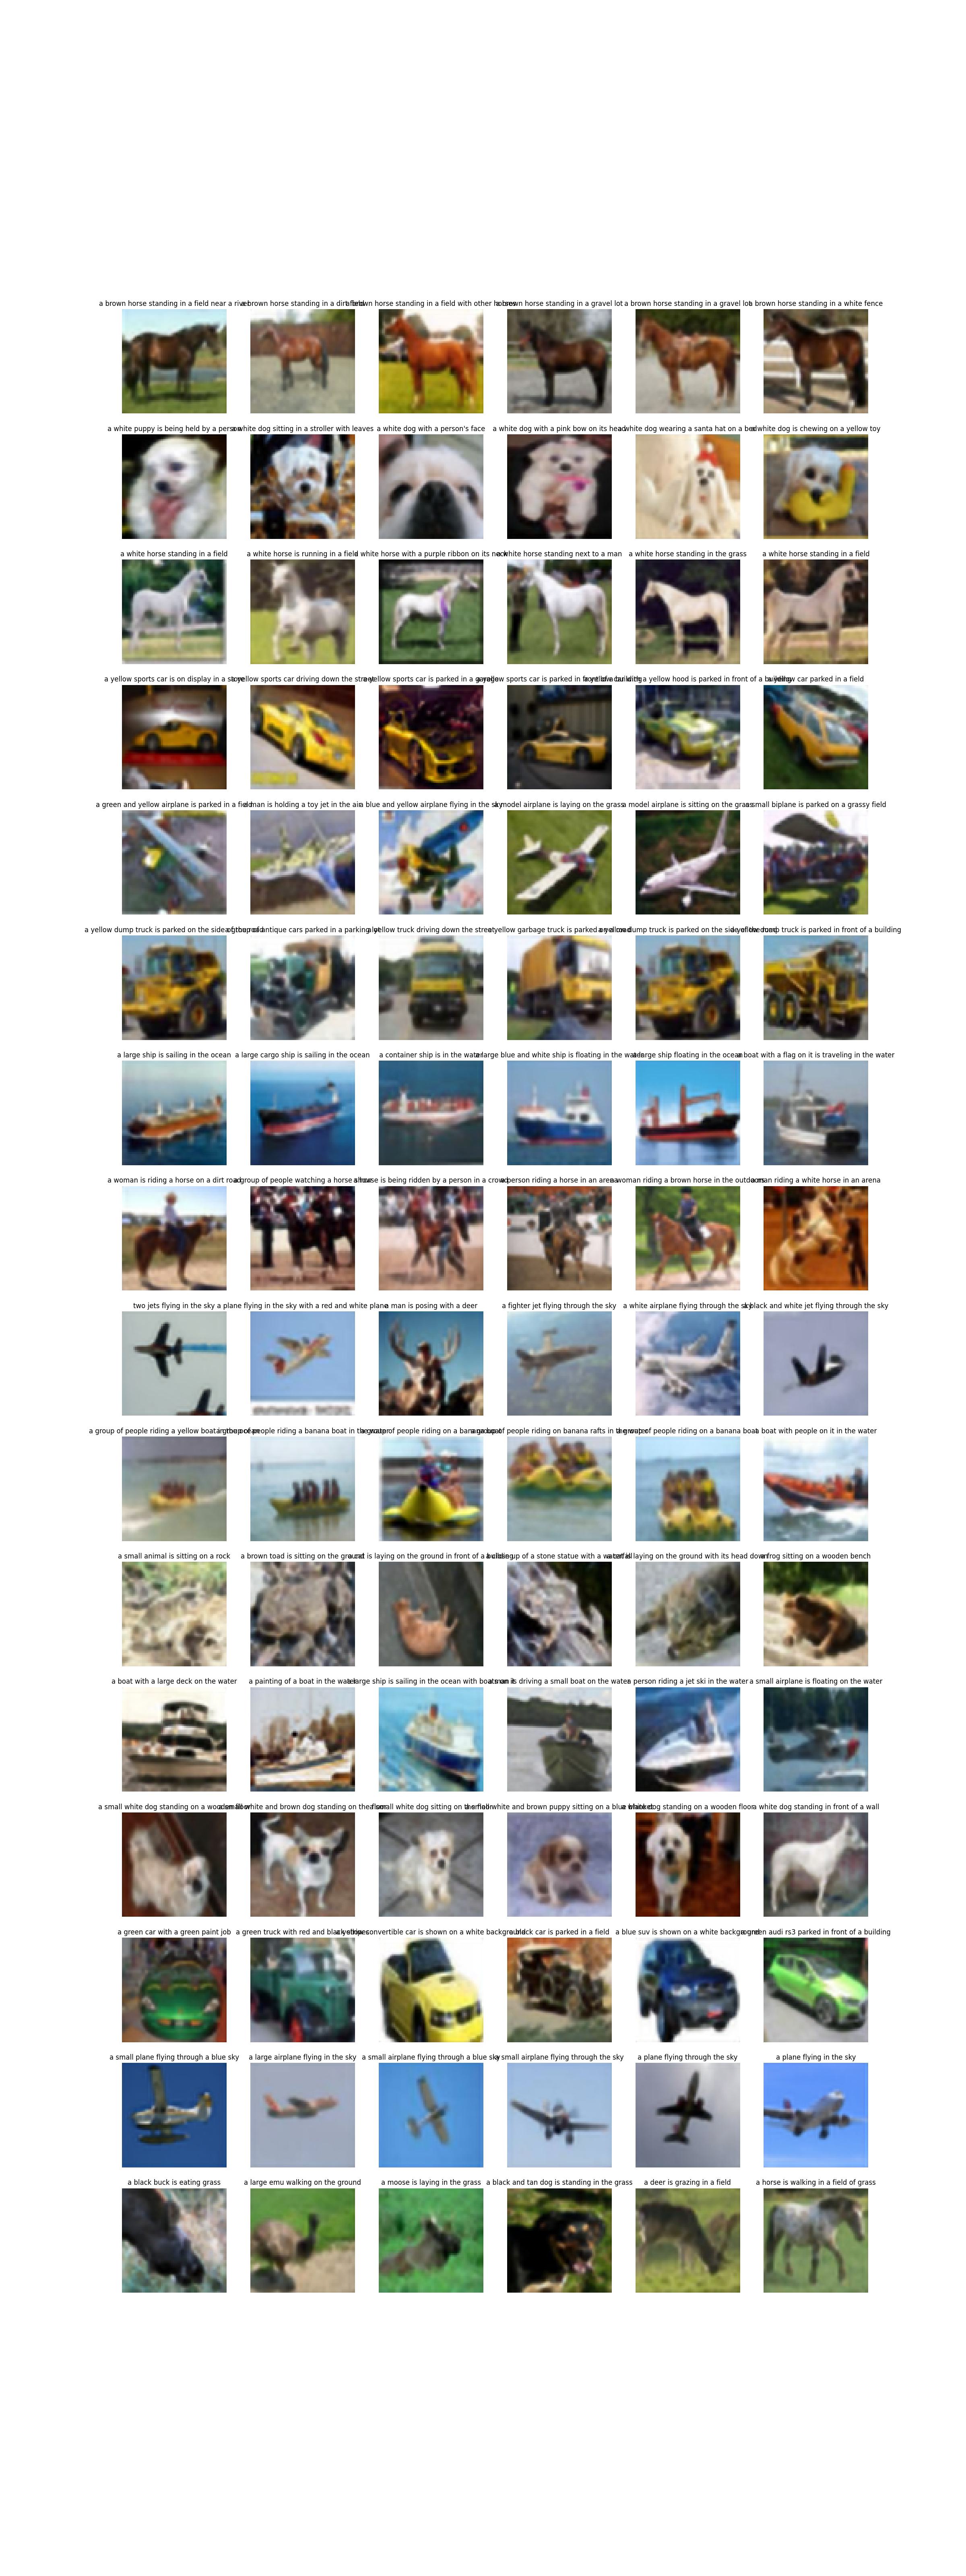 a brown horse standing in a field near a river
a brown horse standing in a dirt field
a brown horse standing in a field with other horses
a brown horse standing in a gravel lot
a brown horse standing in a gravel lot
a brown horse standing in a white fence
a white puppy is being held by a person
a white dog sitting in a stroller with leaves
a white dog with a person's face
a white dog with a pink bow on its head
a white dog wearing a santa hat on a bed
a white dog is chewing on a yellow toy
a white horse standing in a field
a white horse is running in a field
a white horse with a purple ribbon on its neck
a white horse standing next to a man
a white horse standing in the grass
a white horse standing in a field
a yellow sports car is on display in a store
a yellow sports car driving down the street
a yellow sports car is parked in a garage
a yellow sports car is parked in front of a building
a yellow car with a yellow hood is parked in front of a building
a yellow car parked in a field
a green and yellow airplane is parked in a field
a man is holding a toy jet in the air
a blue and yellow airplane flying in the sky
a model airplane is laying on the grass
a model airplane is sitting on the grass
a small biplane is parked on a grassy field
a yellow dump truck is parked on the side of the road
a group of antique cars parked in a parking lot
a yellow truck driving down the street
a yellow garbage truck is parked on a road
a yellow dump truck is parked on the side of the road
a yellow dump truck is parked in front of a building
a large ship is sailing in the ocean
a large cargo ship is sailing in the ocean
a container ship is in the water
a large blue and white ship is floating in the water
a large ship floating in the ocean
a boat with a flag on it is traveling in the water
a woman is riding a horse on a dirt road
a group of people watching a horse show
a horse is being ridden by a person in a crowd
a person riding a horse in an arena
a woman riding a brown horse in the outdoors
a man riding a white horse in an arena
two jets flying in the sky
a plane flying in the sky with a red and white plane
a man is posing with a deer
a fighter jet flying through the sky
a white airplane flying through the sky
a black and white jet flying through the sky
a group of people riding a yellow boat in the ocean
a group of people riding a banana boat in the water
a group of people riding on a banana boat
a group of people riding on banana rafts in the water
a group of people riding on a banana boat
a boat with people on it in the water
a small animal is sitting on a rock
a brown toad is sitting on the ground
a cat is laying on the ground in front of a building
a close up of a stone statue with a waterfall
a cat is laying on the ground with its head down
a frog sitting on a wooden bench
a boat with a large deck on the water
a painting of a boat in the water
a large ship is sailing in the ocean with boats on it
a man is driving a small boat on the water
a person riding a jet ski in the water
a small airplane is floating on the water
a small white dog standing on a wooden floor
a small white and brown dog standing on the floor
a small white dog sitting on the floor
a small white and brown puppy sitting on a blue blanket
a white dog standing on a wooden floor
a white dog standing in front of a wall
a green car with a green paint job
a green truck with red and black stripes
a yellow convertible car is shown on a white background
a black car is parked in a field
a blue suv is shown on a white background
a green audi rs3 parked in front of a building
a small plane flying through a blue sky
a large airplane flying in the sky
a small airplane flying through a blue sky
a small airplane flying through the sky
a plane flying through the sky
a plane flying in the sky
a black buck is eating grass
a large emu walking on the ground
a moose is laying in the grass
a black and tan dog is standing in the grass
a deer is grazing in a field
a horse is walking in a field of grass